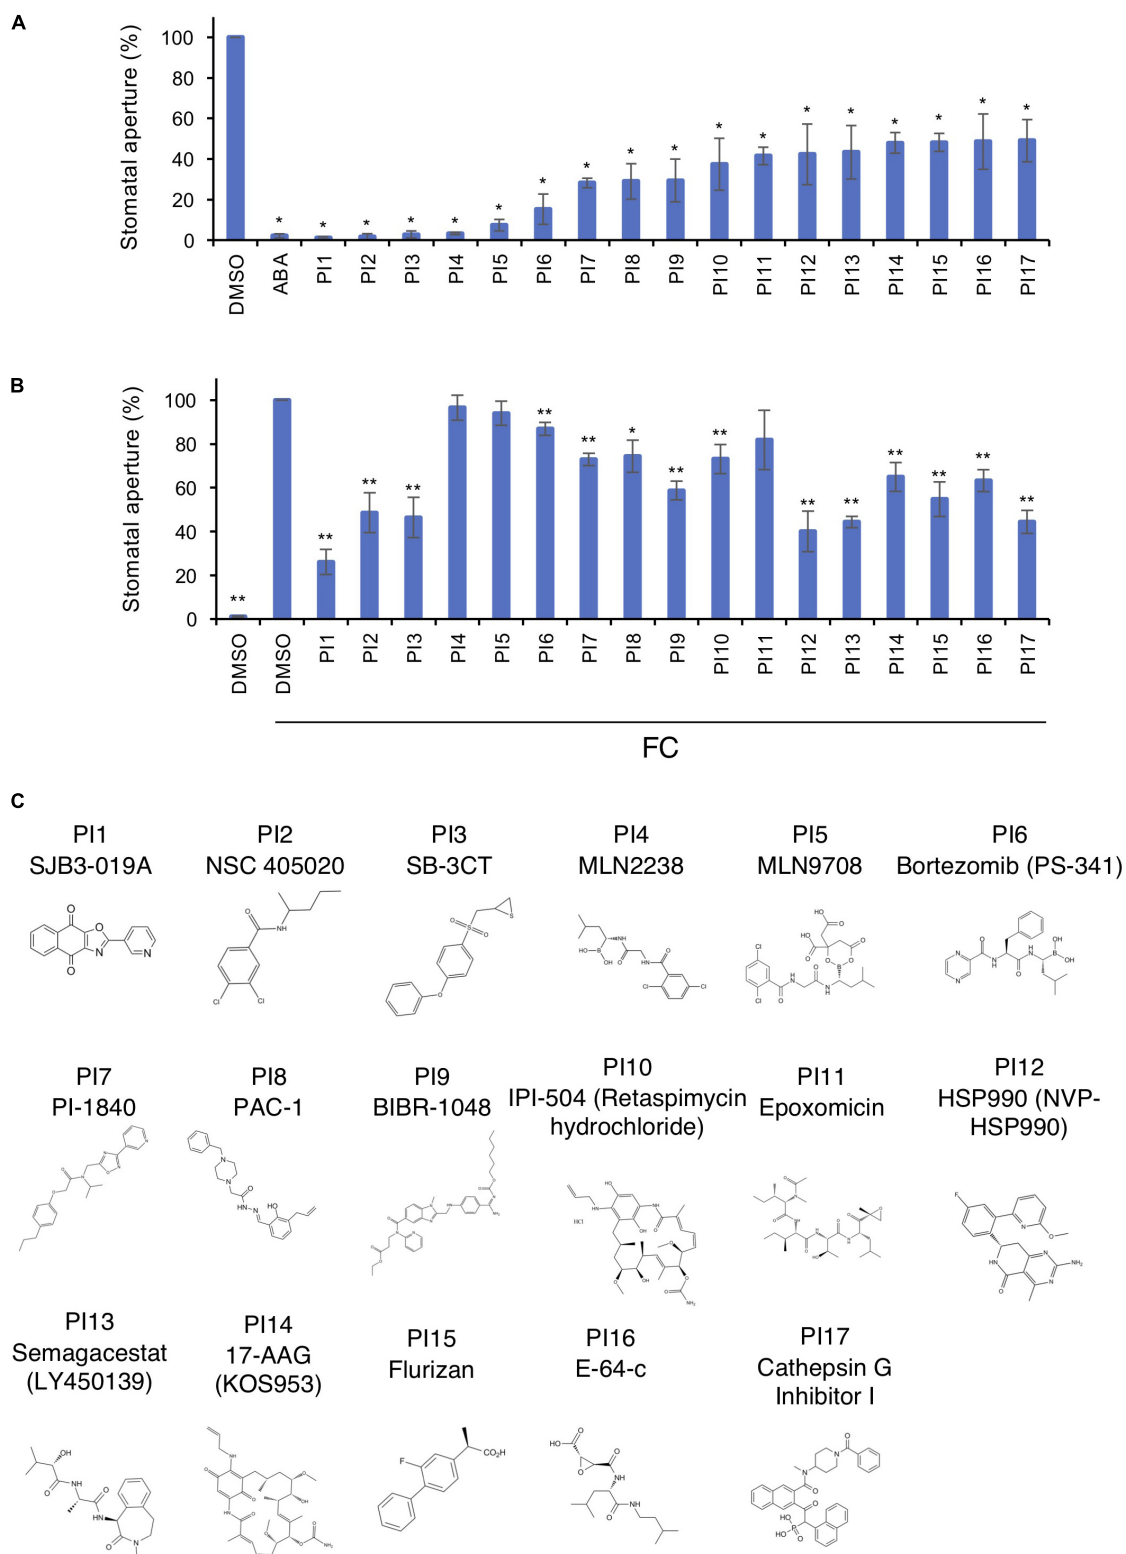 A
Stomatal aperture (%)
100
80
60
40
20
0
* * * * * * * * * * * * * * * * * *
DMSO ABA PI1 PI2 PI3 PI4 PI5 PI6 PI7 PI8 PI9 PI10 PI11 PI12 PI13 PI14 PI15 PI16 PI17
B
Stomatal aperture (%)
100
80
60
40
20
0
** ** ** ** ** ** * ** ** ** ** ** ** ** **
DMSO DMSO PI1 PI2 PI3 PI4 PI5 PI6 PI7 PI8 PI9 PI10 PI11 PI12 PI13 PI14 PI15 PI16 PI17
FC
C
PI1
SJB3-019A
PI2
NSC 405020
PI3
SB-3CT
PI4
MLN2238
PI5
MLN9708
PI6
Bortezomib (PS-341)
PI7
PI-1840
PI8
PAC-1
PI9
BIBR-1048
PI10
IPI-504 (Retaspimycin
hydrochloride)
PI11
Epoxomicin
PI12
HSP990 (NVP-
HSP990)
PI13
Semagacestat
(LY450139)
PI14
17-AAG
(KOS953)
PI15
Flurizan
PI16
E-64-c
PI17
Cathepsin G
Inhibitor I